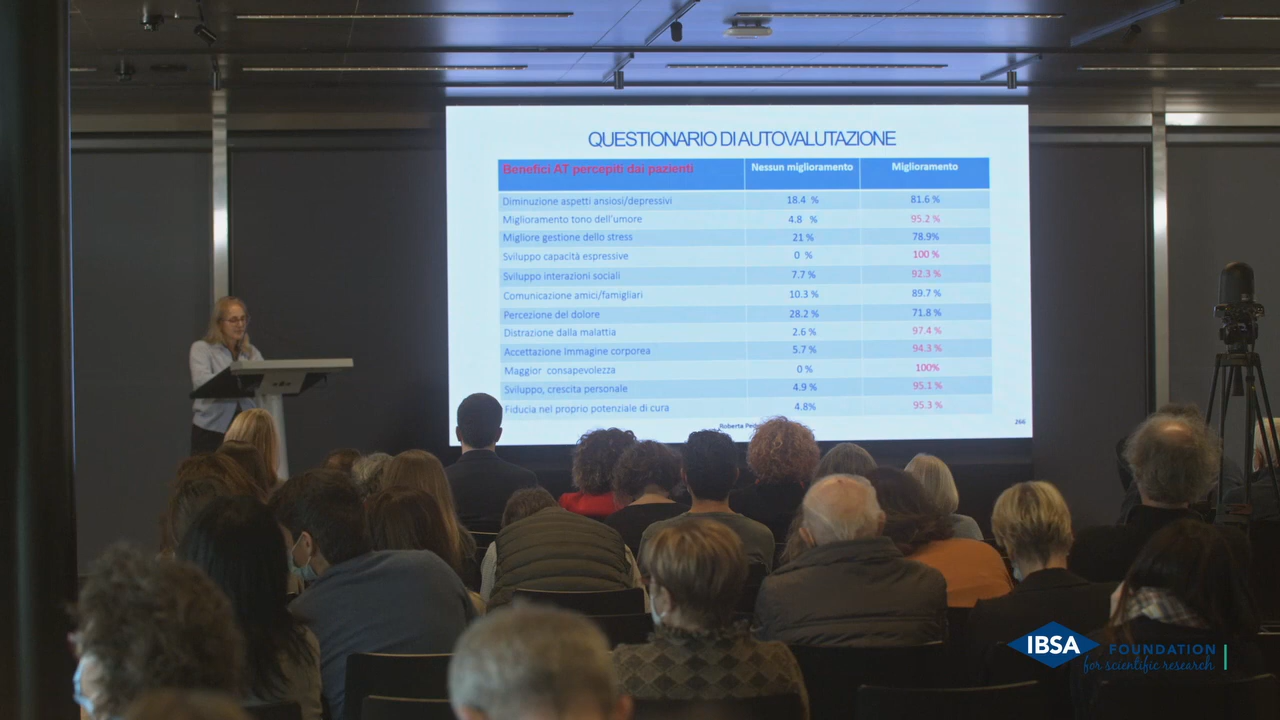 QUESTIONARIO DI AUTOVALUTAZIONE
Benefici AT percepiti dai pazienti Nessun miglioramento Miglioramento
Diminuzione aspetti ansiosi/depressivi 18.4 % 81.6 %
Miglioramento tono dell'umore 4.8 % 95.2 %
Migliore gestione dello stress 21 % 78.9%
Sviluppo capacità espressive 0 % 100 %
Sviluppo interazioni sociali 7.7 % 92.3 %
Comunicazione amici/famigliari 10.3 % 89.7 %
Percezione del dolore 28.2 % 71.8 %
Distrazione dalla malattia 2.6 % 97.4 %
Accettazione Immagine corporea 5.7 % 94.3 %
Maggior consapevolezza 0 % 100%
Sviluppo, crescita personale 4.9 % 95.1 %
Fiducia nel proprio potenziale di cura 4.8% 95.3 %
Roberta
266
IBSA FOUNDATION
for scientific research